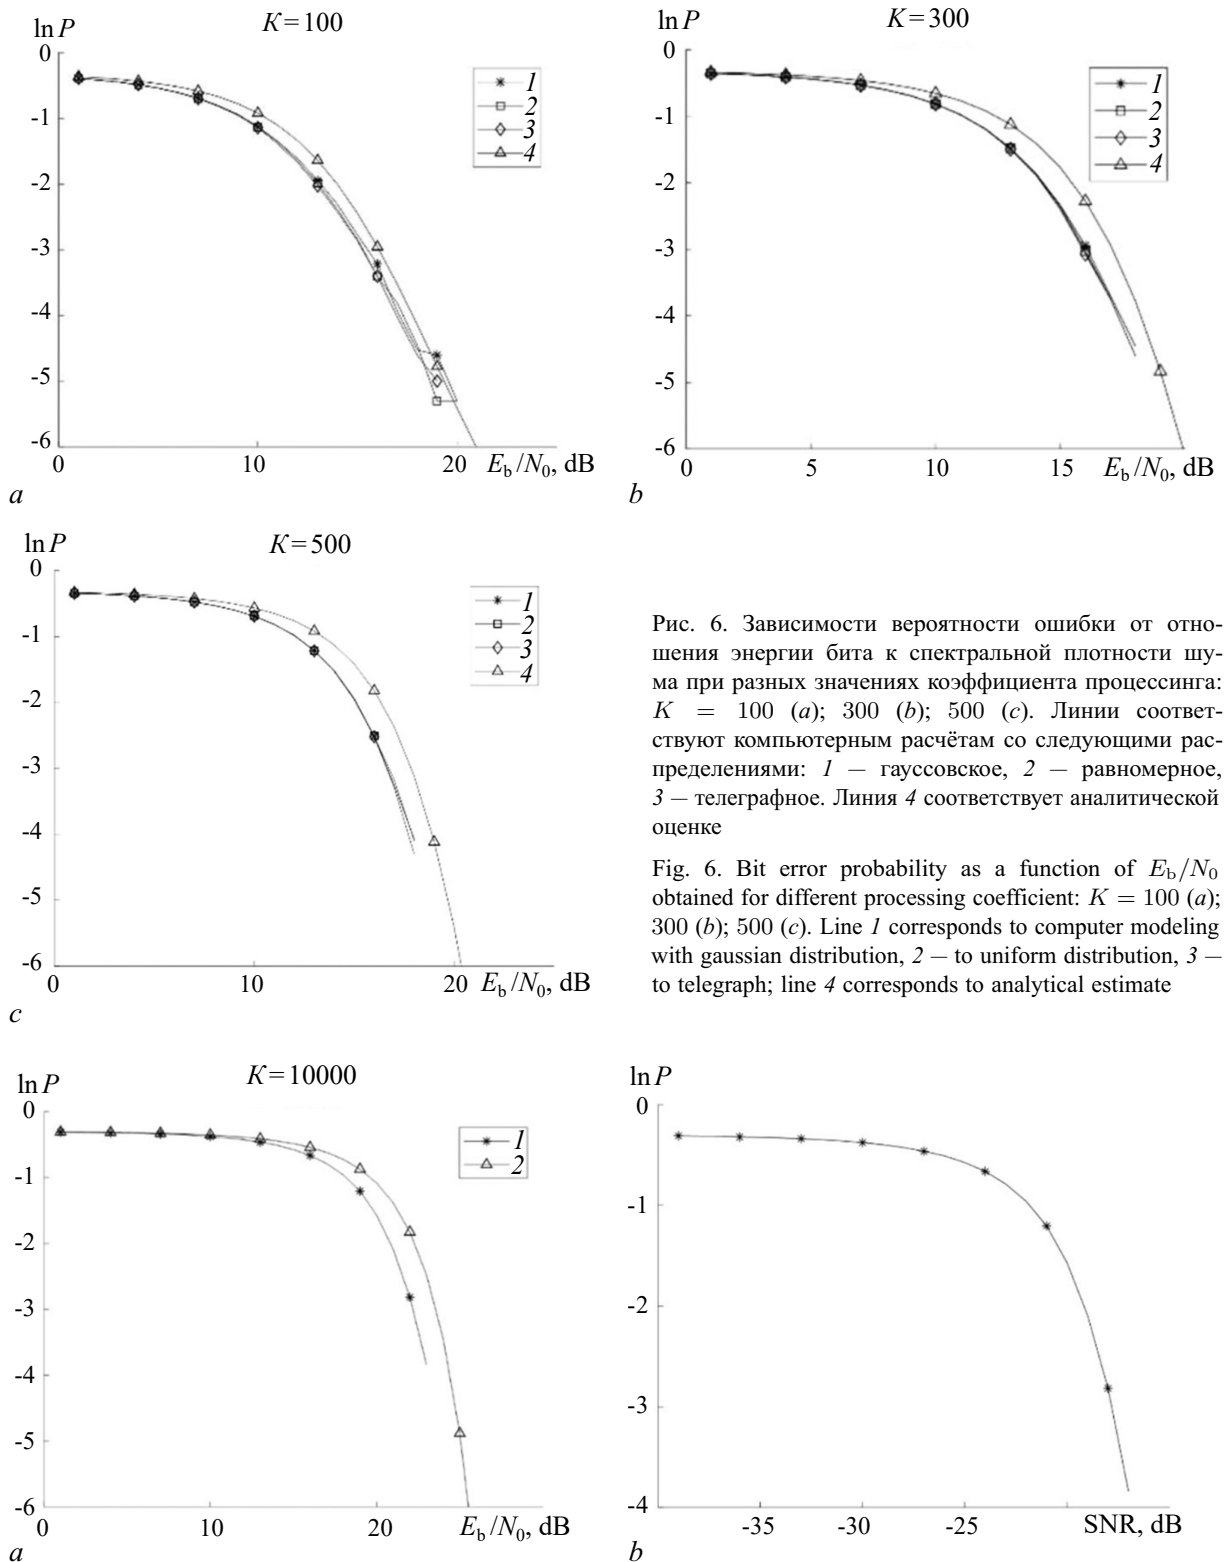 ln P
K=100
0
-1
-2
-3
-4
-5
-6
0
10
20
E_b/N_0, dB
1
2
3
4
a
ln P
K=300
0
-1
-2
-3
-4
-5
-6
0
5
10
15
E_b/N_0, dB
1
2
3
4
b
ln P
K=500
0
-1
-2
-3
-4
-5
-6
0
10
20
E_b/N_0, dB
1
2
3
4
c
Рис. 6. Зависимости вероятности ошибки от отно-
шения энергии бита к спектральной плотности шу-
ма при разных значениях коэффициента процессинга:
K = 100 (a); 300 (b); 500 (c). Линии соответ-
ствуют компьютерным расчётам со следующими рас-
пределениями: 1 — гауссовское, 2 — равномерное,
3 — телеграфное. Линия 4 соответствует аналитической
оценке
Fig. 6. Bit error probability as a function of E_b/N_0
obtained for different processing coefficient: K = 100 (a);
300 (b); 500 (c). Line 1 corresponds to computer modeling
with gaussian distribution, 2 — to uniform distribution, 3 —
to telegraph; line 4 corresponds to analytical estimate
ln P
K=10000
0
-1
-2
-3
-4
-5
-6
0
10
20
E_b/N_0, dB
1
2
a
ln P
0
-1
-2
-3
-4
-35
-30
-25
SNR, dB
b